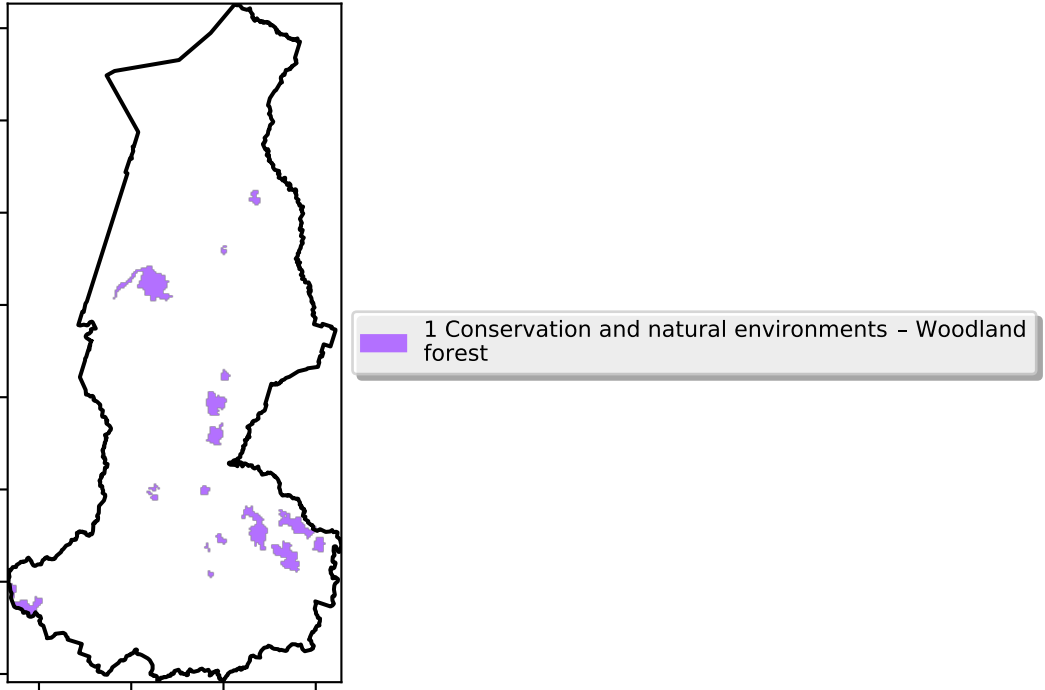 1 Conservation and natural environments – Woodland
forest